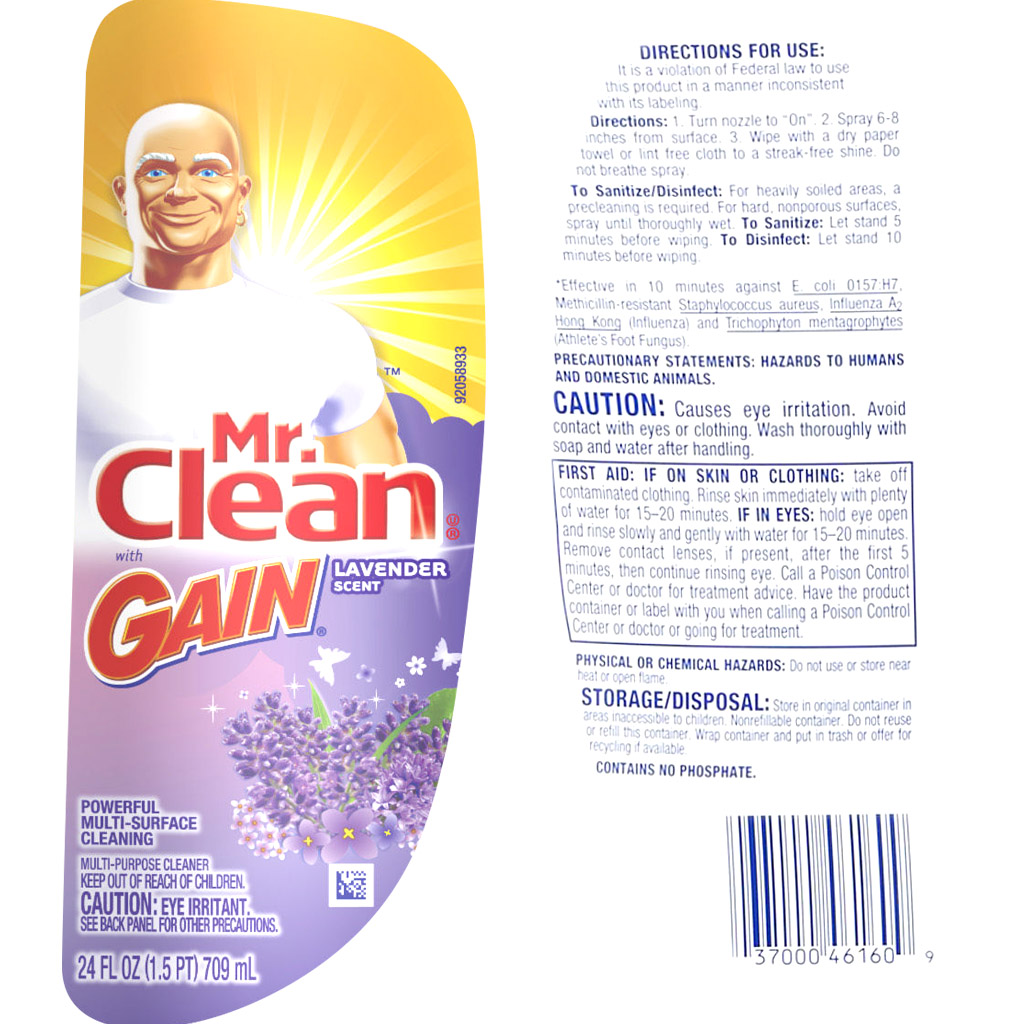 92058933
TM
Mr.
Clean®
with
GAIN®
LAVENDER
SCENT
POWERFUL
MULTI-SURFACE
CLEANING
MULTI-PURPOSE CLEANER
KEEP OUT OF REACH OF CHILDREN.
CAUTION: EYE IRRITANT.
SEE BACK PANEL FOR OTHER PRECAUTIONS.
24 FL OZ (1.5 PT) 709 mL
DIRECTIONS FOR USE:
It is a violation of Federal law to use
this product in a manner inconsistent
with its labeling.
Directions: 1. Turn nozzle to "On". 2. Spray 6-8
inches from surface. 3. Wipe with a dry paper
towel or lint free cloth to a streak-free shine. Do
not breathe spray.
To Sanitize/Disinfect: For heavily soiled areas, a
precleaning is required. For hard, nonporous surfaces,
spray until thoroughly wet. To Sanitize: Let stand 5
minutes before wiping. To Disinfect: Let stand 10
minutes before wiping.
*Effective in 10 minutes against E. coli 0157:H7,
Methicillin-resistant Staphylococcus aureus, Influenza A2
Hong Kong (Influenza) and Trichophyton mentagrophytes
(Athlete's Foot Fungus).
PRECAUTIONARY STATEMENTS: HAZARDS TO HUMANS
AND DOMESTIC ANIMALS.
CAUTION: Causes eye irritation. Avoid
contact with eyes or clothing. Wash thoroughly with
soap and water after handling.
FIRST AID: IF ON SKIN OR CLOTHING: take off
contaminated clothing. Rinse skin immediately with plenty
of water for 15–20 minutes. IF IN EYES: hold eye open
and rinse slowly and gently with water for 15–20 minutes.
Remove contact lenses, if present, after the first 5
minutes, then continue rinsing eye. Call a Poison Control
Center or doctor for treatment advice. Have the product
container or label with you when calling a Poison Control
Center or doctor or going for treatment.
PHYSICAL OR CHEMICAL HAZARDS: Do not use or store near
heat or open flame.
STORAGE/DISPOSAL: Store in original container in
areas inaccessible to children. Nonrefillable container. Do not reuse
or refill this container. Wrap container and put in trash or offer for
recycling if available.
CONTAINS NO PHOSPHATE.
37000 46160 9